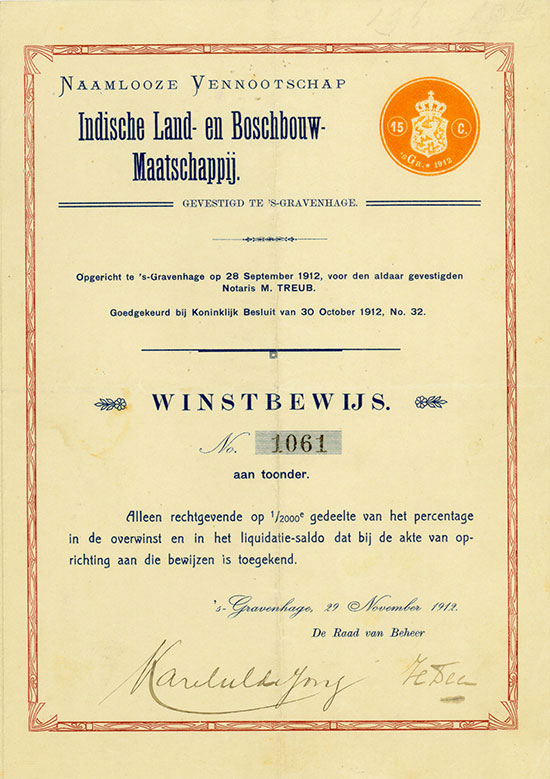 NAAMLOOZE VENNOOTSCHAP
Indische Land- en Boschbouw-
Maatschappij.
GEVESTIGD TE 'S-GRAVENHAGE.
15 C.
'sGR. * 1912
Opgericht te 's-Gravenhage op 28 September 1912, voor den aldaar gevestigden
Notaris M. TREUB.
Goedgekeurd bij Koninklijk Besluit van 30 October 1912, No. 32.
WINSTBEWIJS.
No. 1061
aan toonder.
Alleen rechtgevende op 1/2000e gedeelte van het percentage
in de overwinst en in het liquidatie-saldo dat bij de akte van op-
richting aan die bewijzen is toegekend.
's-Gravenhage, 29 November 1912.
De Raad van Beheer